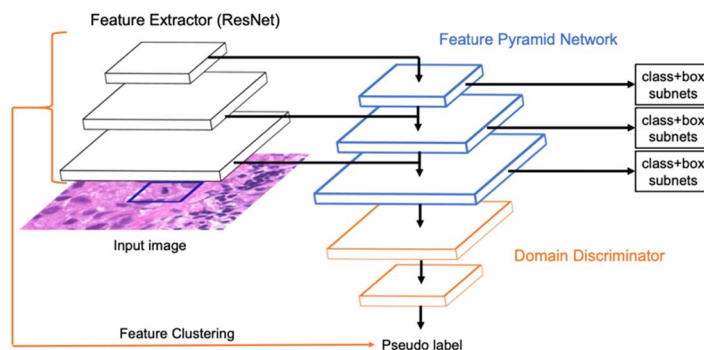 Feature Extractor (ResNet)
Feature Pyramid Network
class+box
subnets
class+box
subnets
class+box
subnets
Input image
Domain Discriminator
Feature Clustering
Pseudo label